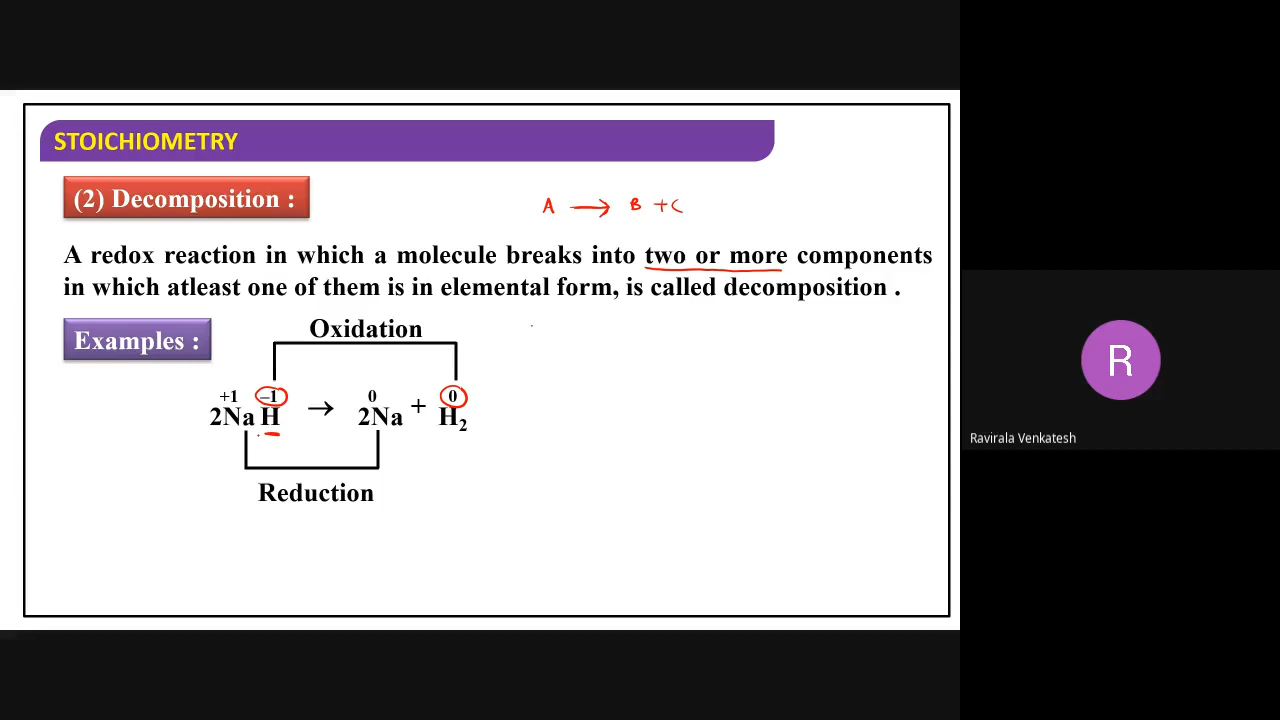 STOICHIOMETRY
(2) Decomposition :
A → B + C
A redox reaction in which a molecule breaks into two or more components
in which atleast one of them is in elemental form, is called decomposition .
Examples :
Oxidation
+1 –1 0 0
2Na H → 2Na + H₂
Reduction
R
Ravirala Venkatesh